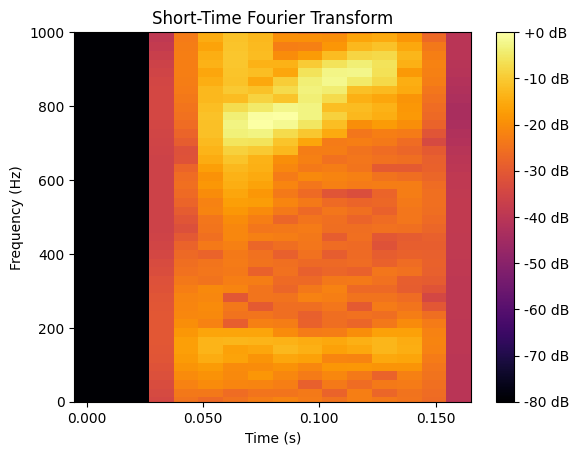 Short-Time Fourier Transform
1000
800
600
400
200
0
Frequency (Hz)
0.000
0.050
0.100
0.150
Time (s)
+0 dB
-10 dB
-20 dB
-30 dB
-40 dB
-50 dB
-60 dB
-70 dB
-80 dB